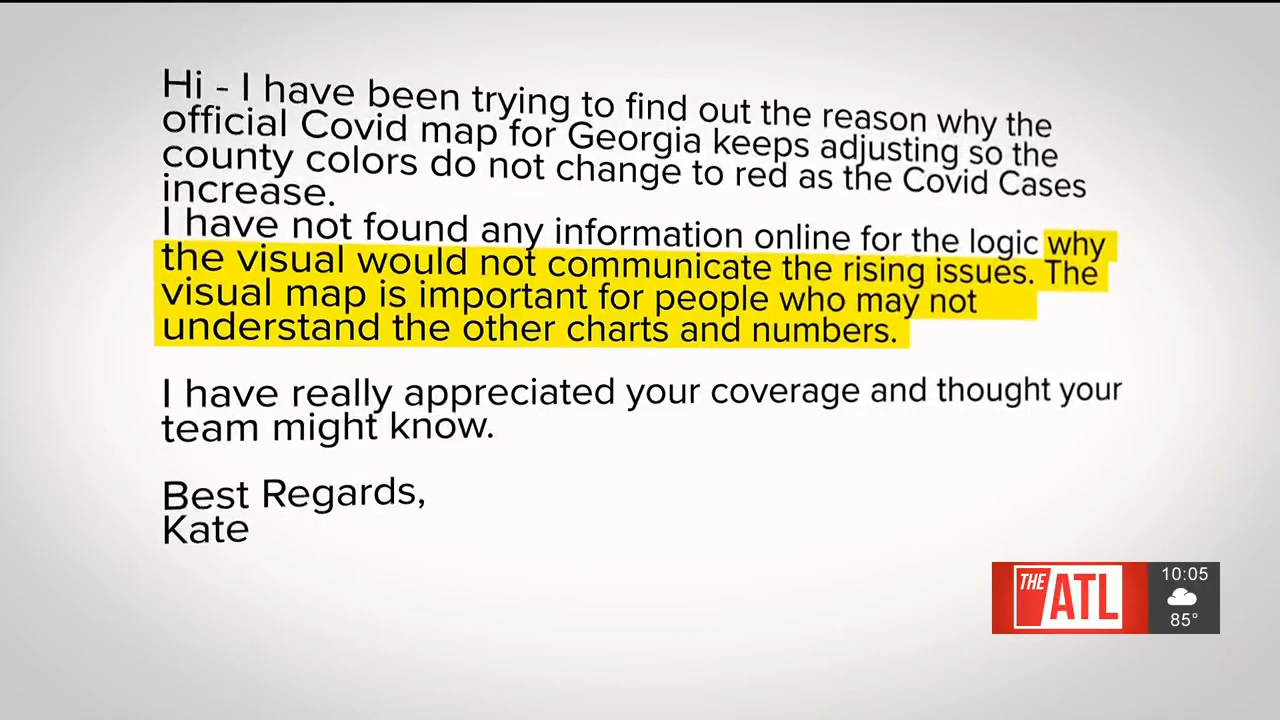 Hi - I have been trying to find out the reason why the
official Covid map for Georgia keeps adjusting so the
county colors do not change to red as the Covid Cases
increase.
I have not found any information online for the logic why
the visual would not communicate the rising issues. The
visual map is important for people who may not
understand the other charts and numbers.
I have really appreciated your coverage and thought your
team might know.
Best Regards,
Kate
THE ATL
10:05
85°